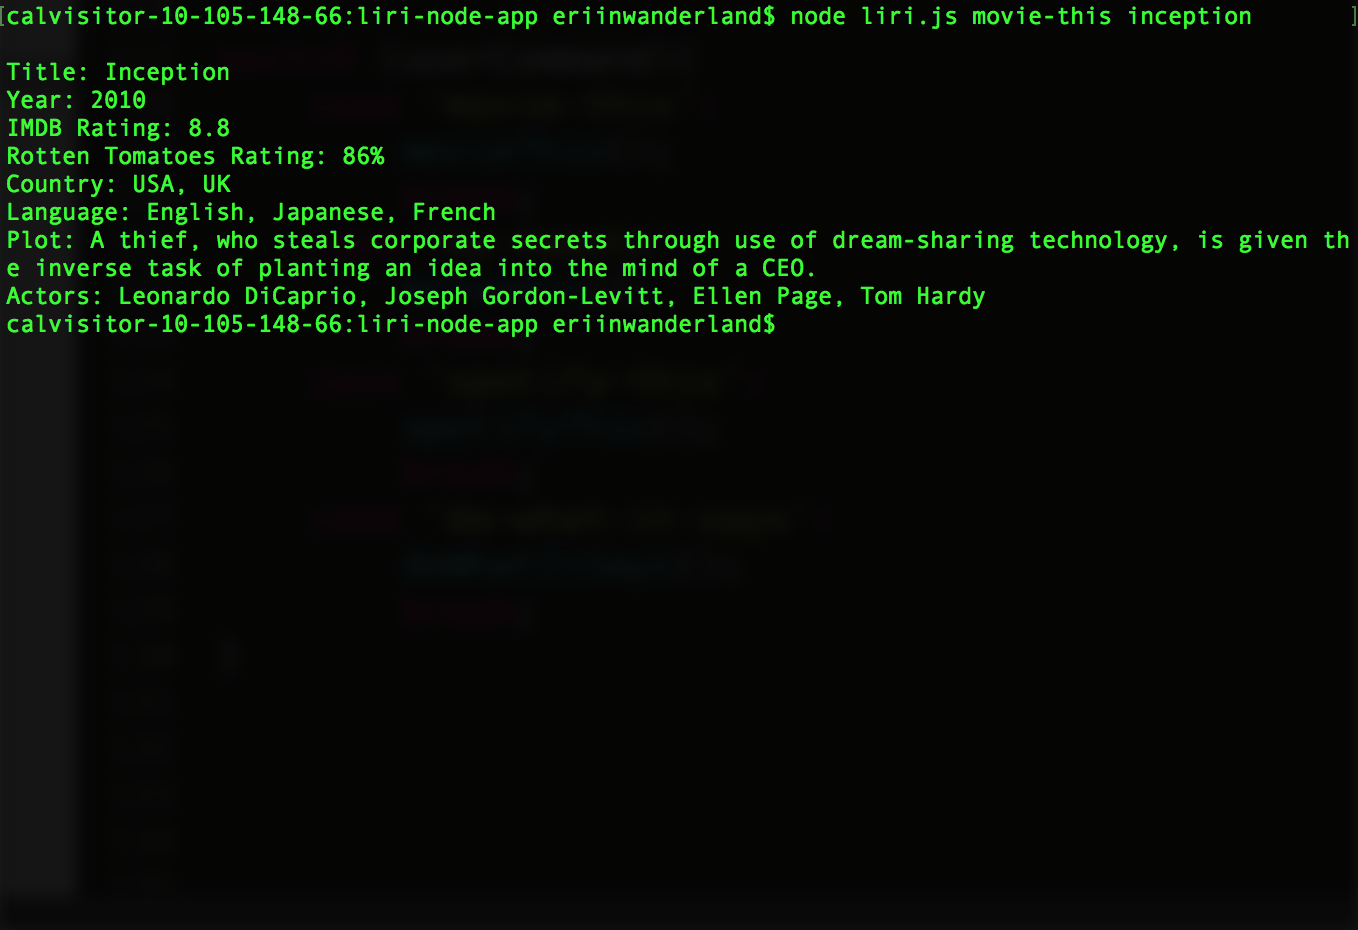 calvisitor-10-105-148-66:liri-node-app eriinwanderland$ node liri.js movie-this inception
Title: Inception
Year: 2010
IMDB Rating: 8.8
Rotten Tomatoes Rating: 86%
Country: USA, UK
Language: English, Japanese, French
Plot: A thief, who steals corporate secrets through use of dream-sharing technology, is given th
e inverse task of planting an idea into the mind of a CEO.
Actors: Leonardo DiCaprio, Joseph Gordon-Levitt, Ellen Page, Tom Hardy
calvisitor-10-105-148-66:liri-node-app eriinwanderland$